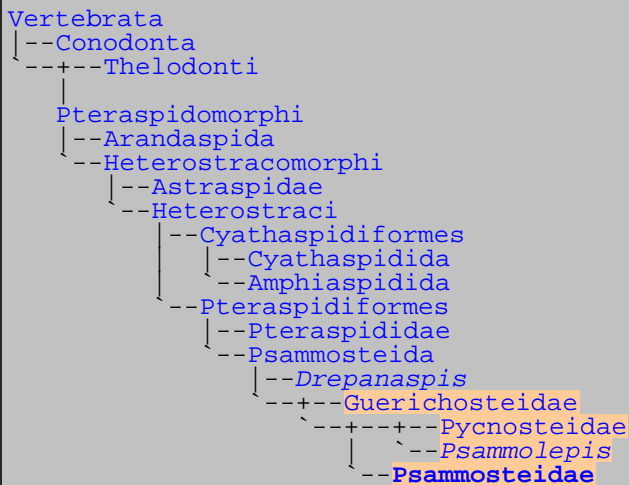 Vertebrata
|--Conodonta
`--+--Thelodonti
   |
   Pteraspidomorphi
   |--Arandaspida
   `--Heterostracomorphi
      |--Astraspidae
      `--Heterostraci
         |--Cyathaspidiformes
         |  |--Cyathaspidida
         |  `--Amphiaspidida
         `--Pteraspidiformes
            |--Pteraspididae
            `--Psammosteida
               |--Drepanaspis
               `--+--Guerichosteidae
                  `--+--+--Pycnosteidae
                     |  `--Psammolepis
                     `--Psammosteidae